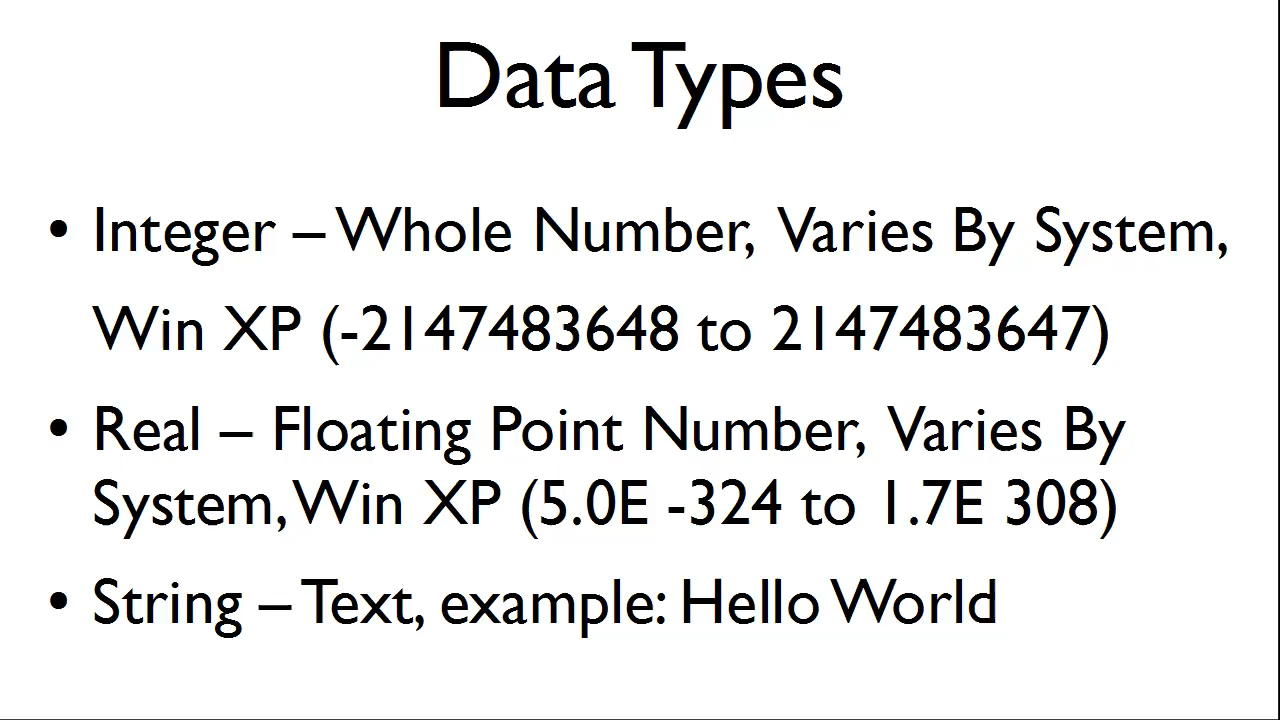 Data Types
• Integer – Whole Number, Varies By System,
Win XP (-2147483648 to 2147483647)
• Real – Floating Point Number, Varies By
System, Win XP (5.0E -324 to 1.7E 308)
• String – Text, example: Hello World